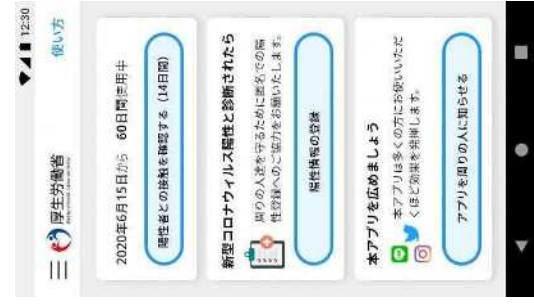 12:30
厚生労働省
使い方
2020年6月15日から 60日間使用中
陽性者との接触を確認する（14日間）
新型コロナウィルス陽性と診断されたら
周りの人達を守るために匿名での陽
性登録へのご協力をお願いいたします。
陽性情報の登録
本アプリを広めましょう
本アプリは多くの方にお使いいただ
くほど効果を発揮します。
アプリを周りの人に知らせる